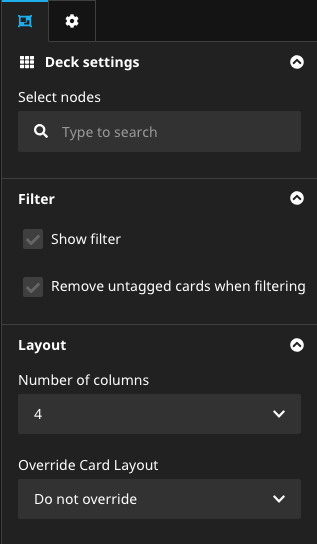 Deck settings
Select nodes
Type to search
Filter
Show filter
Remove untagged cards when filtering
Layout
Number of columns
4
Override Card Layout
Do not override